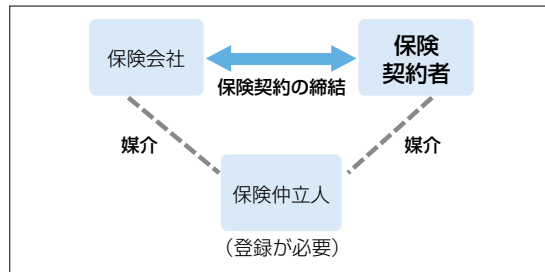 保険会社
保険
契約者
保険契約の締結
媒介
媒介
保険仲立人
（登録が必要）